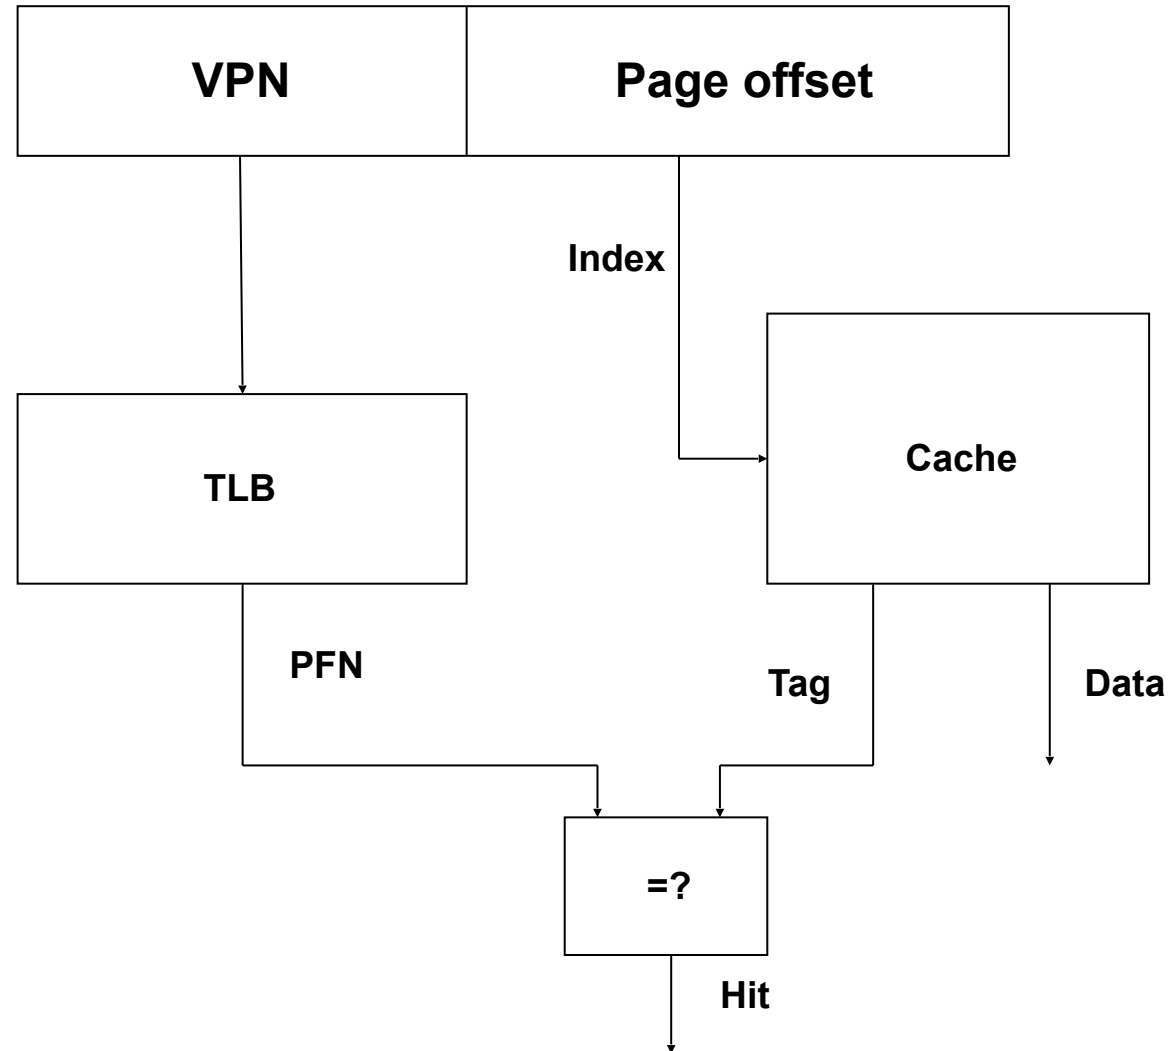 VPN
Page offset
Index
Cache
TLB
PFN
Tag
Data
=?
Hit